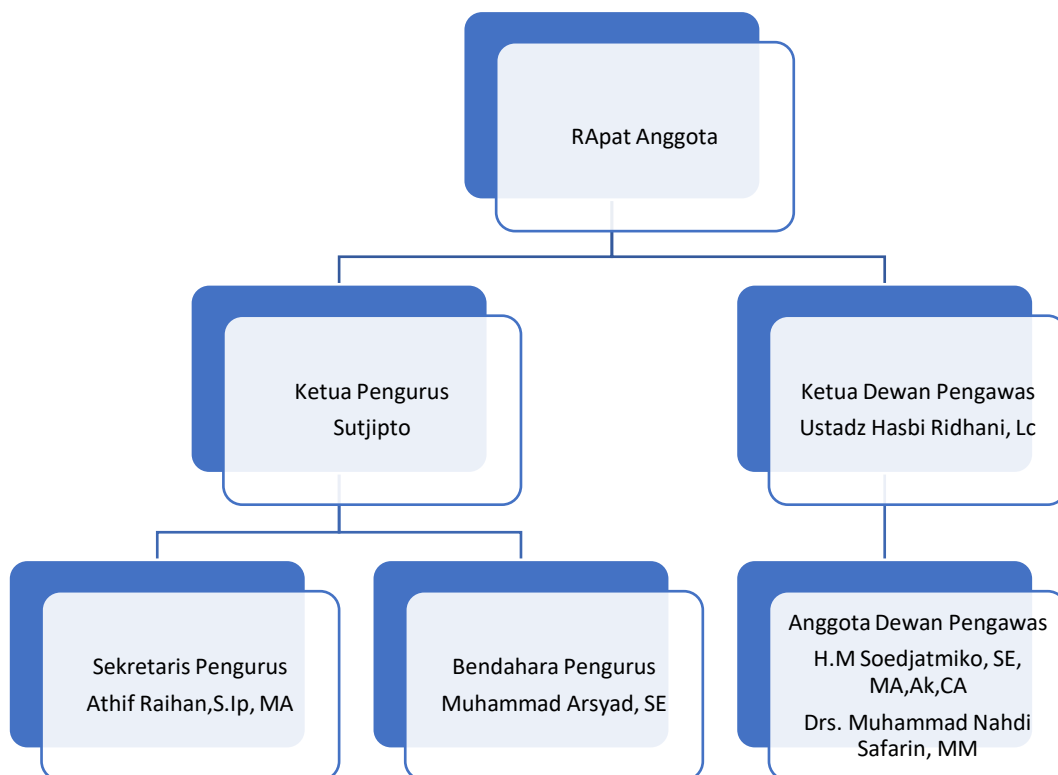 RApat Anggota
Ketua Pengurus
Sutjipto
Ketua Dewan Pengawas
Ustadz Hasbi Ridhani, Lc
Sekretaris Pengurus
Athif Raihan,S.Ip, MA
Bendahara Pengurus
Muhammad Arsyad, SE
Anggota Dewan Pengawas
H.M Soedjatmiko, SE,
MA,Ak,CA
Drs. Muhammad Nahdi
Safarin, MM